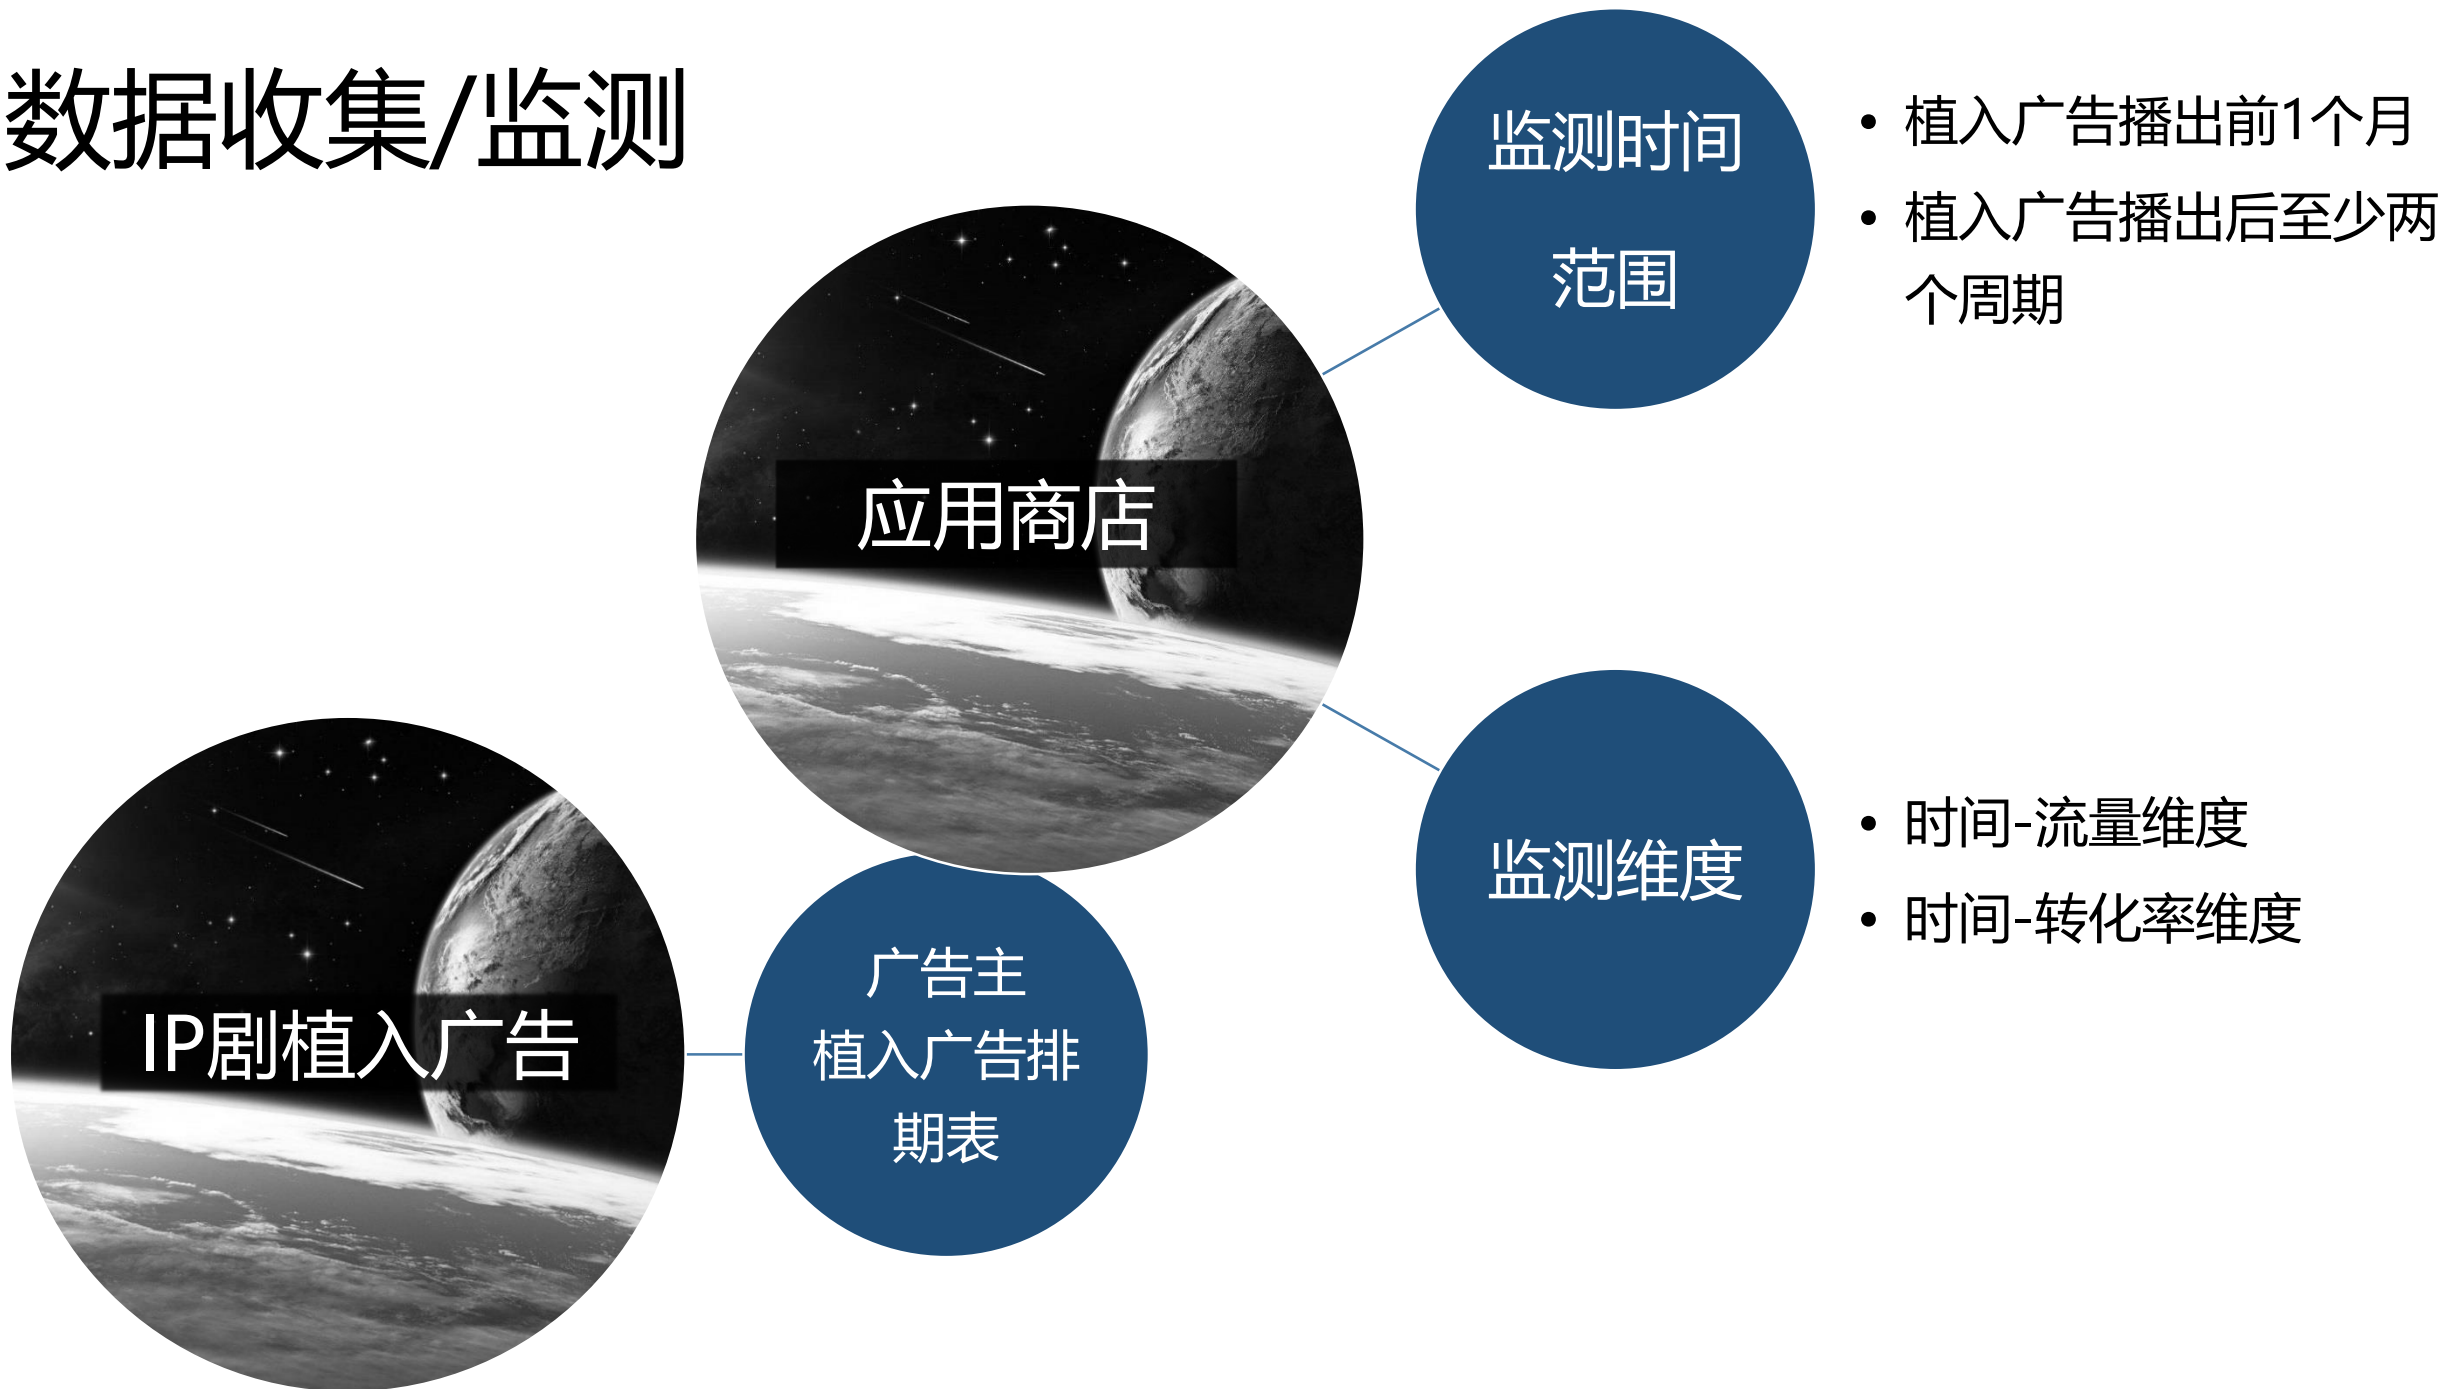 数据收集/监测
监测时间
范围
• 植入广告播出前1个月
• 植入广告播出后至少两
个周期
应用商店
监测维度
• 时间-流量维度
• 时间-转化率维度
IP剧植入广告
广告主
植入广告排
期表